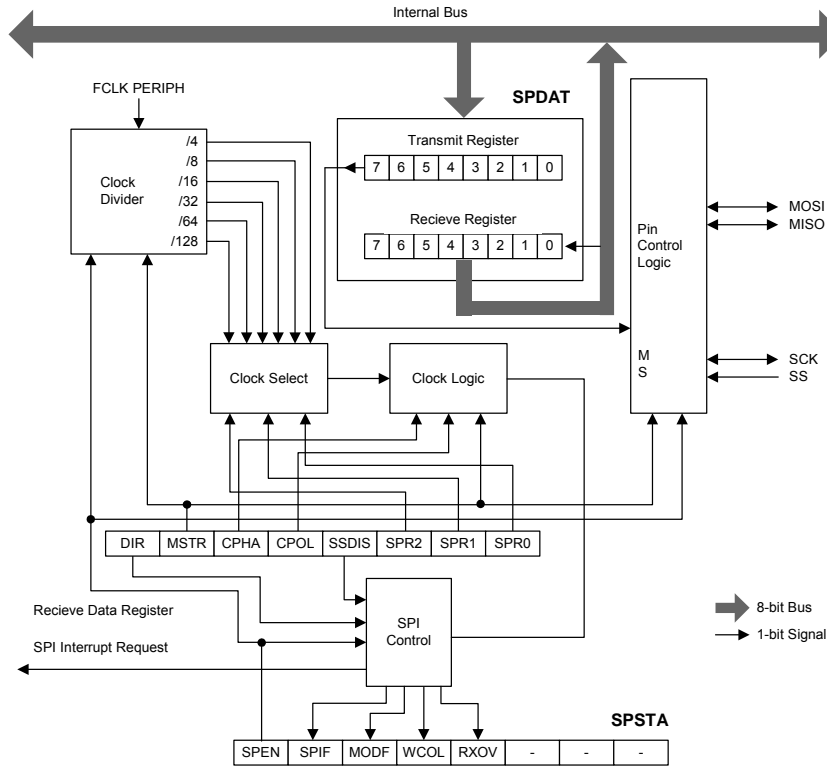 Internal Bus
FCLK PERIPH
SPDAT
Clock
Divider
/4
/8
/16
/32
/64
/128
Transmit Register
7 6 5 4 3 2 1 0
Recieve Register
7 6 5 4 3 2 1 0
Pin
Control
Logic
M
S
MOSI
MISO
SCK
SS
Clock Select
Clock Logic
DIR MSTR CPHA CPOL SSDIS SPR2 SPR1 SPR0
Recieve Data Register
SPI Interrupt Request
SPI
Control
8-bit Bus
1-bit Signal
SPSTA
SPEN SPIF MODF WCOL RXOV - - -